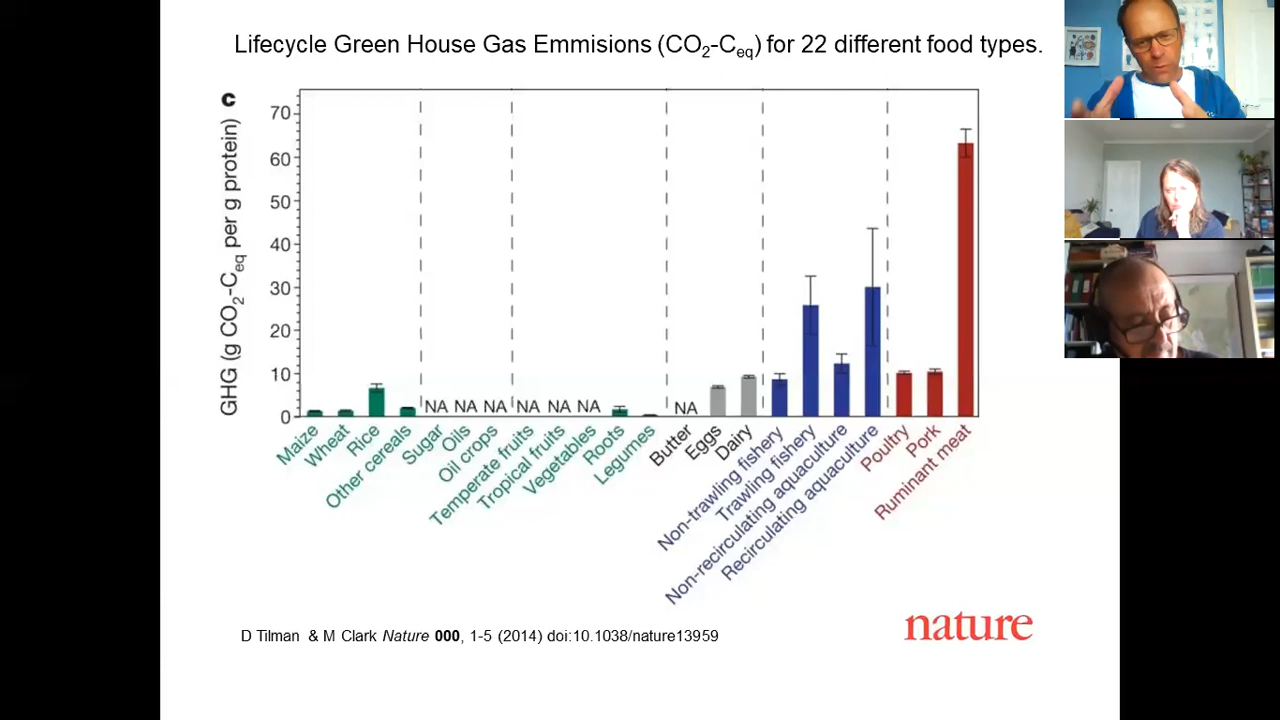 Lifecycle Green House Gas Emmisions (CO2-Ceq) for 22 different food types.
c
GHG (g CO2-Ceq per g protein)
70
60
50
40
30
20
10
0
NA NA NA NA NA NA NA
Maize
Wheat
Rice
Other cereals
Sugar
Oils
Oil crops
Temperate fruits
Tropical fruits
Vegetables
Roots
Legumes
Butter
Eggs
Dairy
Non-trawling fishery
Trawling fishery
Non-recirculating aquaculture
Recirculating aquaculture
Poultry
Pork
Ruminant meat
D Tilman & M Clark Nature 000, 1-5 (2014) doi:10.1038/nature13959
nature